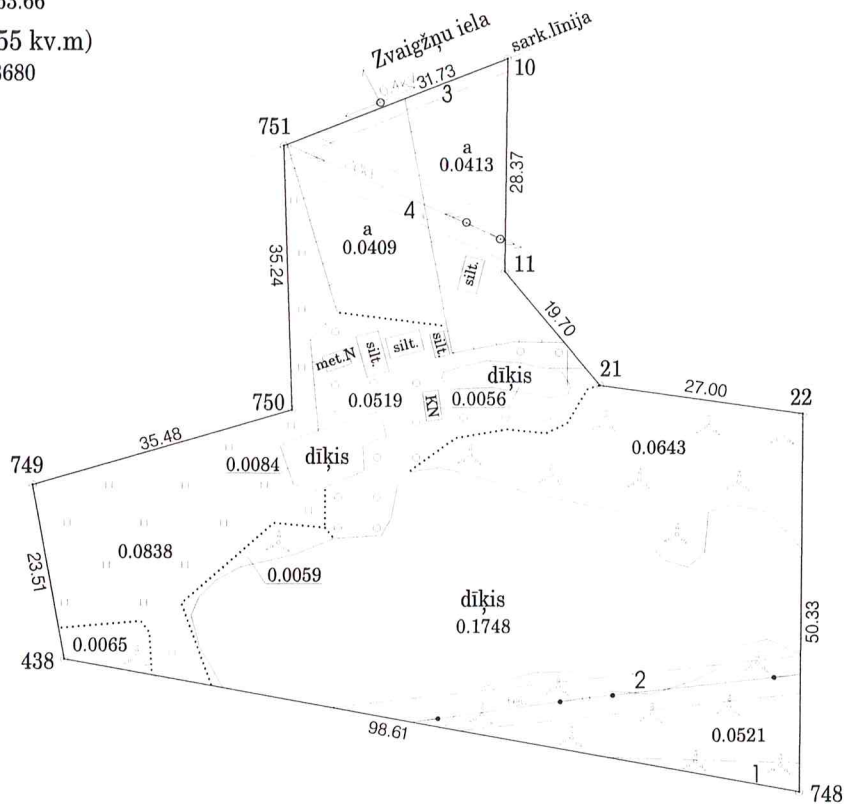 55 kv.m)
Zvaigžņu iela
sark.līnija
31.73
10
3
751
a
0.0413
28.37
4
a
0.0409
35.24
11
silt.
19.70
met.N
silt.
silt.
silt.
dīķis
21
27.00
22
750
0.0519
KN
0.0056
35.48
749
0.0084
dīķis
0.0643
0.0838
23.51
0.0059
dīķis
0.1748
50.33
0.0065
438
2
98.61
0.0521
1
748